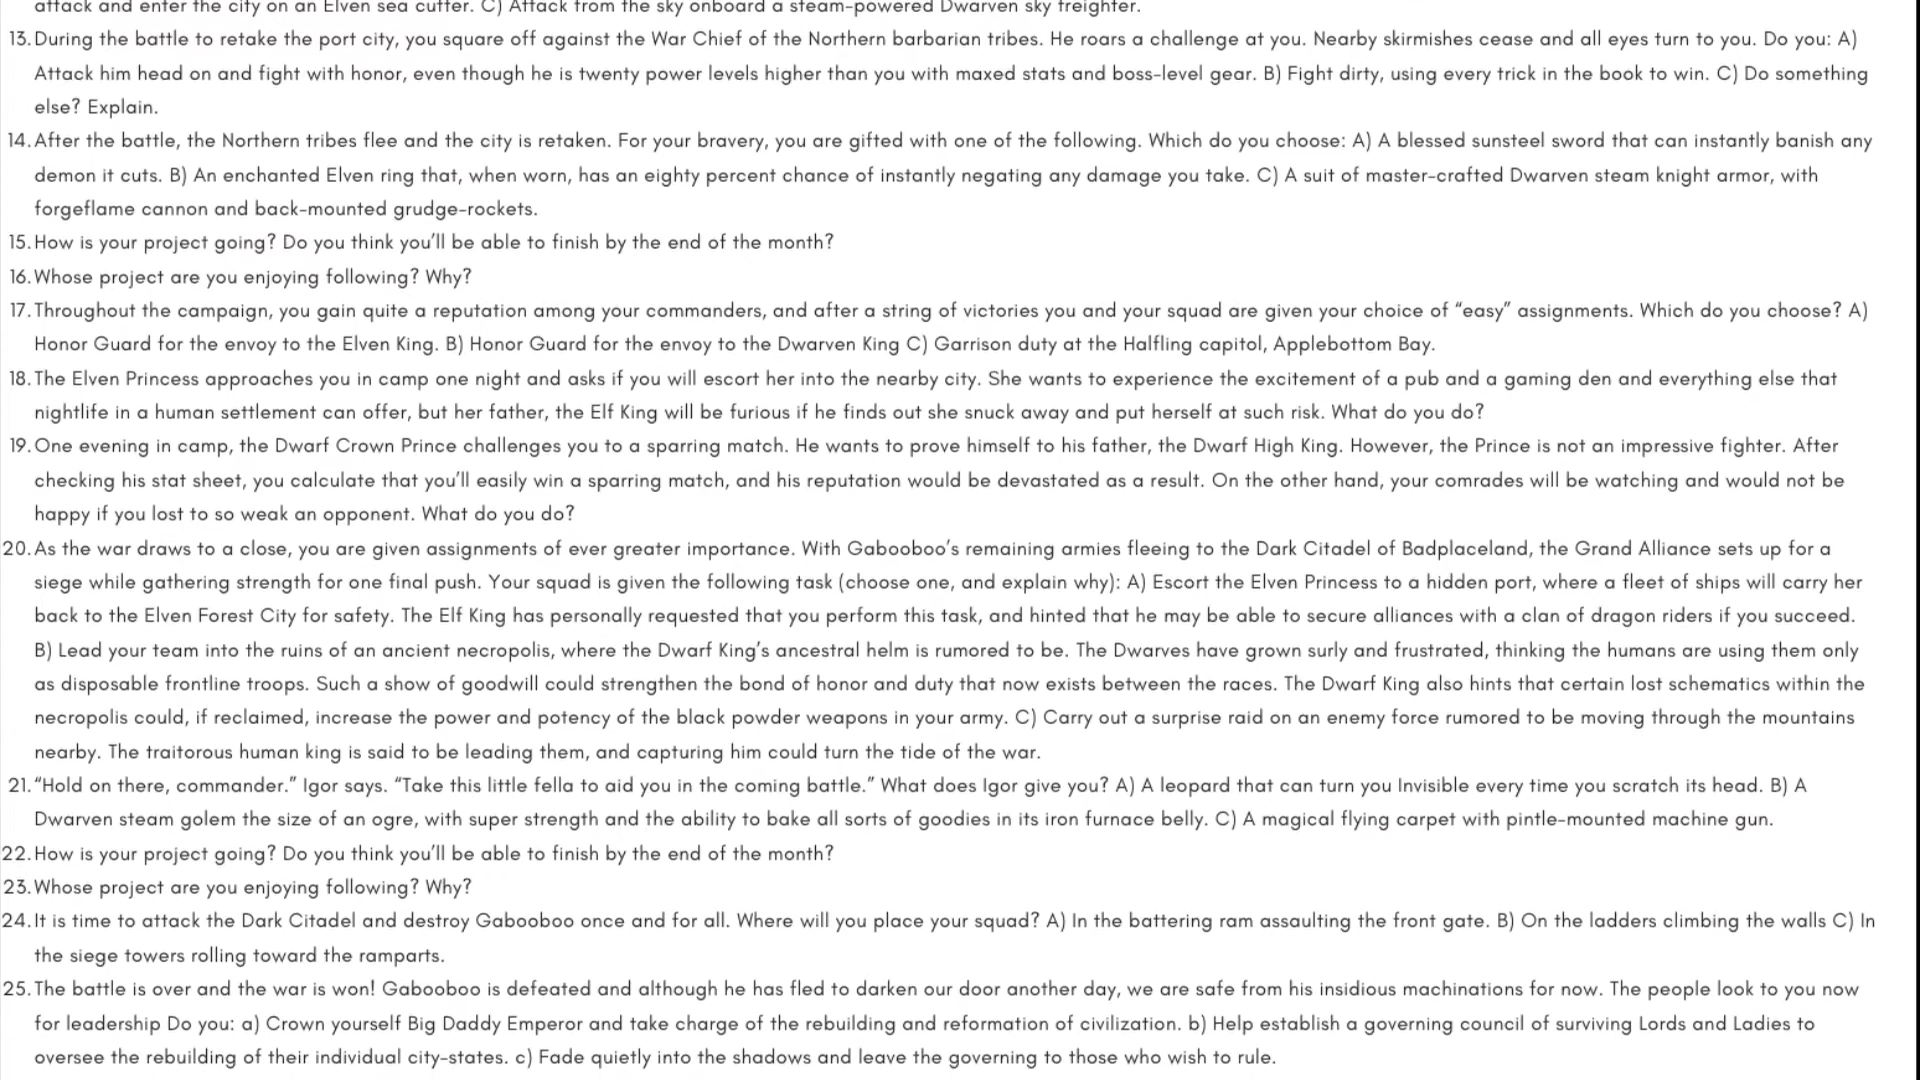 attack and enter the city on an Elven sea cutter. C) Attack from the sky onboard a steam-powered Dwarven sky freighter.
13. During the battle to retake the port city, you square off against the War Chief of the Northern barbarian tribes. He roars a challenge at you. Nearby skirmishes cease and all eyes turn to you. Do you: A)
Attack him head on and fight with honor, even though he is twenty power levels higher than you with maxed stats and boss-level gear. B) Fight dirty, using every trick in the book to win. C) Do something
else? Explain.
14. After the battle, the Northern tribes flee and the city is retaken. For your bravery, you are gifted with one of the following. Which do you choose: A) A blessed sunsteel sword that can instantly banish any
demon it cuts. B) An enchanted Elven ring that, when worn, has an eighty percent chance of instantly negating any damage you take. C) A suit of master-crafted Dwarven steam knight armor, with
forgeflame cannon and back-mounted grudge-rockets.
15. How is your project going? Do you think you'll be able to finish by the end of the month?
16. Whose project are you enjoying following? Why?
17. Throughout the campaign, you gain quite a reputation among your commanders, and after a string of victories you and your squad are given your choice of “easy” assignments. Which do you choose? A)
Honor Guard for the envoy to the Elven King. B) Honor Guard for the envoy to the Dwarven King C) Garrison duty at the Halfling capitol, Applebottom Bay.
18. The Elven Princess approaches you in camp one night and asks if you will escort her into the nearby city. She wants to experience the excitement of a pub and a gaming den and everything else that
nightlife in a human settlement can offer, but her father, the Elf King will be furious if he finds out she snuck away and put herself at such risk. What do you do?
19. One evening in camp, the Dwarf Crown Prince challenges you to a sparring match. He wants to prove himself to his father, the Dwarf High King. However, the Prince is not an impressive fighter. After
checking his stat sheet, you calculate that you'll easily win a sparring match, and his reputation would be devastated as a result. On the other hand, your comrades will be watching and would not be
happy if you lost to so weak an opponent. What do you do?
20. As the war draws to a close, you are given assignments of ever greater importance. With Gabooboo's remaining armies fleeing to the Dark Citadel of Badplaceland, the Grand Alliance sets up for a
siege while gathering strength for one final push. Your squad is given the following task (choose one, and explain why): A) Escort the Elven Princess to a hidden port, where a fleet of ships will carry her
back to the Elven Forest City for safety. The Elf King has personally requested that you perform this task, and hinted that he may be able to secure alliances with a clan of dragon riders if you succeed.
B) Lead your team into the ruins of an ancient necropolis, where the Dwarf King's ancestral helm is rumored to be. The Dwarves have grown surly and frustrated, thinking the humans are using them only
as disposable frontline troops. Such a show of goodwill could strengthen the bond of honor and duty that now exists between the races. The Dwarf King also hints that certain lost schematics within the
necropolis could, if reclaimed, increase the power and potency of the black powder weapons in your army. C) Carry out a surprise raid on an enemy force rumored to be moving through the mountains
nearby. The traitorous human king is said to be leading them, and capturing him could turn the tide of the war.
21. “Hold on there, commander.” Igor says. “Take this little fella to aid you in the coming battle.” What does Igor give you? A) A leopard that can turn you Invisible every time you scratch its head. B) A
Dwarven steam golem the size of an ogre, with super strength and the ability to bake all sorts of goodies in its iron furnace belly. C) A magical flying carpet with pintle-mounted machine gun.
22. How is your project going? Do you think you'll be able to finish by the end of the month?
23. Whose project are you enjoying following? Why?
24. It is time to attack the Dark Citadel and destroy Gabooboo once and for all. Where will you place your squad? A) In the battering ram assaulting the front gate. B) On the ladders climbing the walls C) In
the siege towers rolling toward the ramparts.
25. The battle is over and the war is won! Gabooboo is defeated and although he has fled to darken our door another day, we are safe from his insidious machinations for now. The people look to you now
for leadership Do you: a) Crown yourself Big Daddy Emperor and take charge of the rebuilding and reformation of civilization. b) Help establish a governing council of surviving Lords and Ladies to
oversee the rebuilding of their individual city-states. c) Fade quietly into the shadows and leave the governing to those who wish to rule.